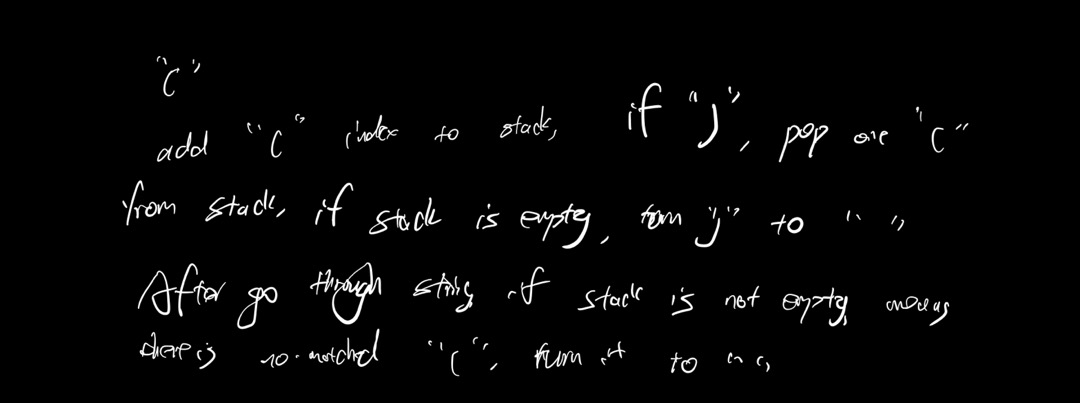 "("
add "(" index to stack, if ")", pop one "("
from stack, if stack is empty, turn ")" to " "
After go through string, if stack is not empty, means
there is no-matched "(", turn it to " "